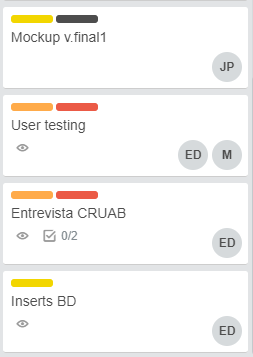 Mockup v.final1
JP
User testing
ED M
Entrevista CRUAB
0/2
ED
Inserts BD
ED